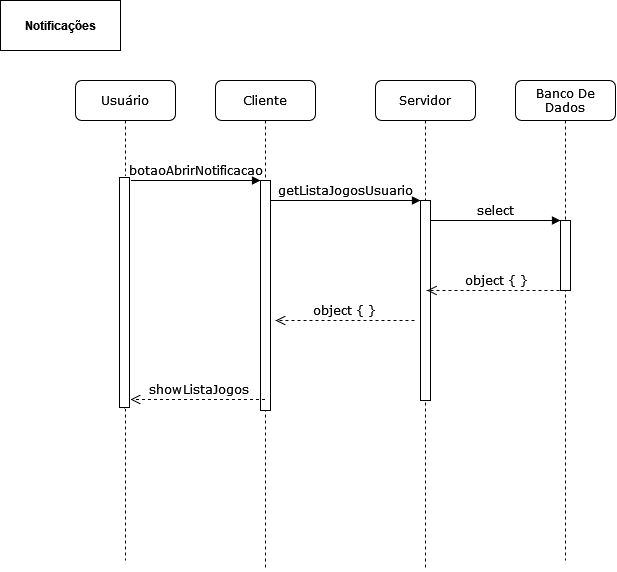 Notificações
Usuário
Cliente
Servidor
Banco De
Dados
botaoAbrirNotificacao
getListaJogosUsuario
select
object { }
object { }
showListaJogos